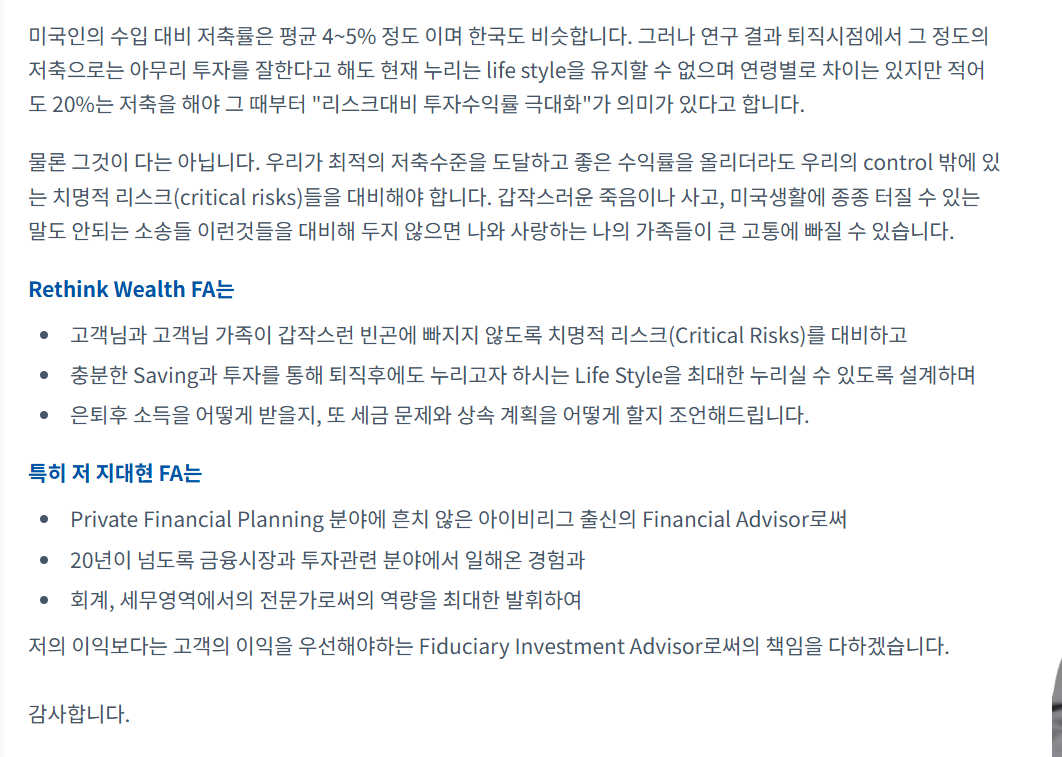 미국인의 수입 대비 저축률은 평균 4~5% 정도 이며 한국도 비슷합니다. 그러나 연구 결과 퇴직시점에서 그 정도의
저축으로는 아무리 투자를 잘한다고 해도 현재 누리는 life style을 유지할 수 없으며 연령별로 차이는 있지만 적어
도 20%는 저축을 해야 그 때부터 "리스크대비 투자수익률 극대화"가 의미가 있다고 합니다.
물론 그것이 다는 아닙니다. 우리가 최적의 저축수준을 도달하고 좋은 수익률을 올리더라도 우리의 control 밖에 있
는 치명적 리스크(critical risks)들을 대비해야 합니다. 갑작스러운 죽음이나 사고, 미국생활에 종종 터질 수 있는
말도 안되는 소송들 이런것들을 대비해 두지 않으면 나와 사랑하는 나의 가족들이 큰 고통에 빠질 수 있습니다.
Rethink Wealth FA는
• 고객님과 고객님 가족이 갑작스런 빈곤에 빠지지 않도록 치명적 리스크(Critical Risks)를 대비하고
• 충분한 Saving과 투자를 통해 퇴직후에도 누리고자 하시는 Life Style을 최대한 누리실 수 있도록 설계하며
• 은퇴후 소득을 어떻게 받을지, 또 세금 문제와 상속 계획을 어떻게 할지 조언해드립니다.
특히 저 지대현 FA는
• Private Financial Planning 분야에 흔치 않은 아이비리그 출신의 Financial Advisor로써
• 20년이 넘도록 금융시장과 투자관련 분야에서 일해온 경험과
• 회계, 세무영역에서의 전문가로써의 역량을 최대한 발휘하여
저의 이익보다는 고객의 이익을 우선해야하는 Fiduciary Investment Advisor로써의 책임을 다하겠습니다.
감사합니다.